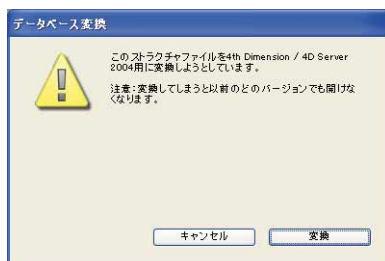 データベース変換
このストラクチャファイルを4th Dimension / 4D Server
2004用に変換しようとしています。
注意：変換してしまうと以前のどのバージョンでも開けな
くなります。
キャンセル
変換